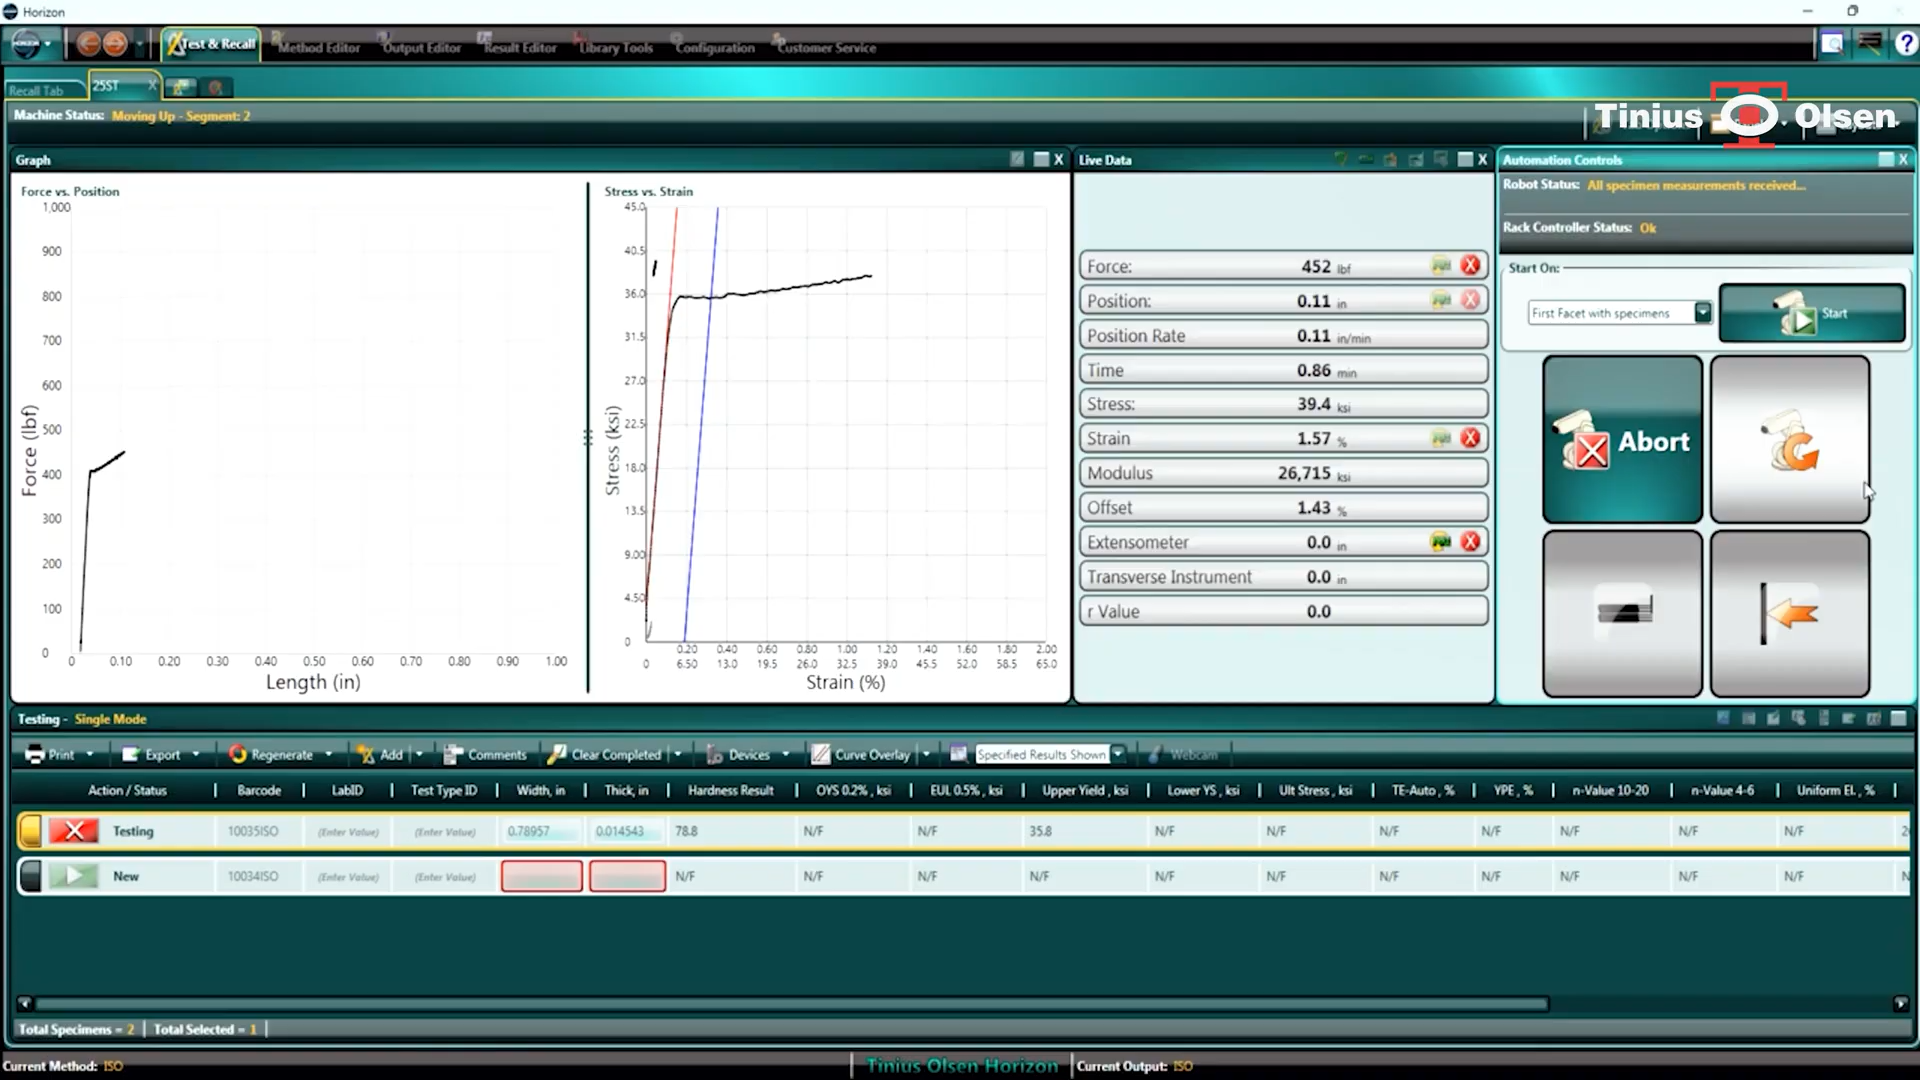 Horizon
HORIZON
Test & Recall
Method Editor
Output Editor
Result Editor
Library Tools
Configuration
Customer Service
?
Recall Tab
25ST X
Machine Status: Moving Up - Segment: 2
Tinius Olsen
Graph X
Force vs. Position
1,000
900
800
700
600
500
400
300
200
100
0
Force (lbf)
0 0.10 0.20 0.30 0.40 0.50 0.60 0.70 0.80 0.90 1.00
Length (in)
Stress vs. Strain
45.0
40.5
36.0
31.5
27.0
22.5
18.0
13.5
9.00
4.50
0
Stress (ksi)
0.20 0.40 0.60 0.80 1.00 1.20 1.40 1.60 1.80 2.00
0 6.50 13.0 19.5 26.0 32.5 39.0 45.5 52.0 58.5 65.0
Strain (%)
Live Data X
Force: 452 lbf
Position: 0.11 in
Position Rate 0.11 in/min
Time 0.86 min
Stress: 39.4 ksi
Strain 1.57 %
Modulus 26,715 ksi
Offset 1.43 %
Extensometer 0.0 in
Transverse Instrument 0.0 in
r Value 0.0
Automation Controls X
Robot Status: All specimen measurements received...
Rack Controller Status: Ok
Start On:
First Facet with specimens
Start
Abort
Testing - Single Mode
Print Export Regenerate Add Comments Clear Completed Devices Curve Overlay Specified Results Shown Webcam
Action / Status Barcode LabID Test Type ID Width, in Thick, in Hardness Result OYS 0.2% , ksi EUL 0.5% , ksi Upper Yield , ksi Lower YS , ksi Ult Stress , ksi TE-Auto , % YPE , % n-Value 10-20 n-Value 4-6 Uniform El. , %
Testing 10035ISO (Enter Value) (Enter Value) 0.78957 0.014543 78.8 N/F N/F 35.8 N/F N/F N/F N/F N/F N/F N/F
New 10034ISO (Enter Value) (Enter Value) N/F N/F N/F N/F N/F N/F N/F N/F N/F N/F N/F
Total Specimens = 2 Total Selected = 1
Current Method: ISO
Tinius Olsen Horizon
Current Output: ISO